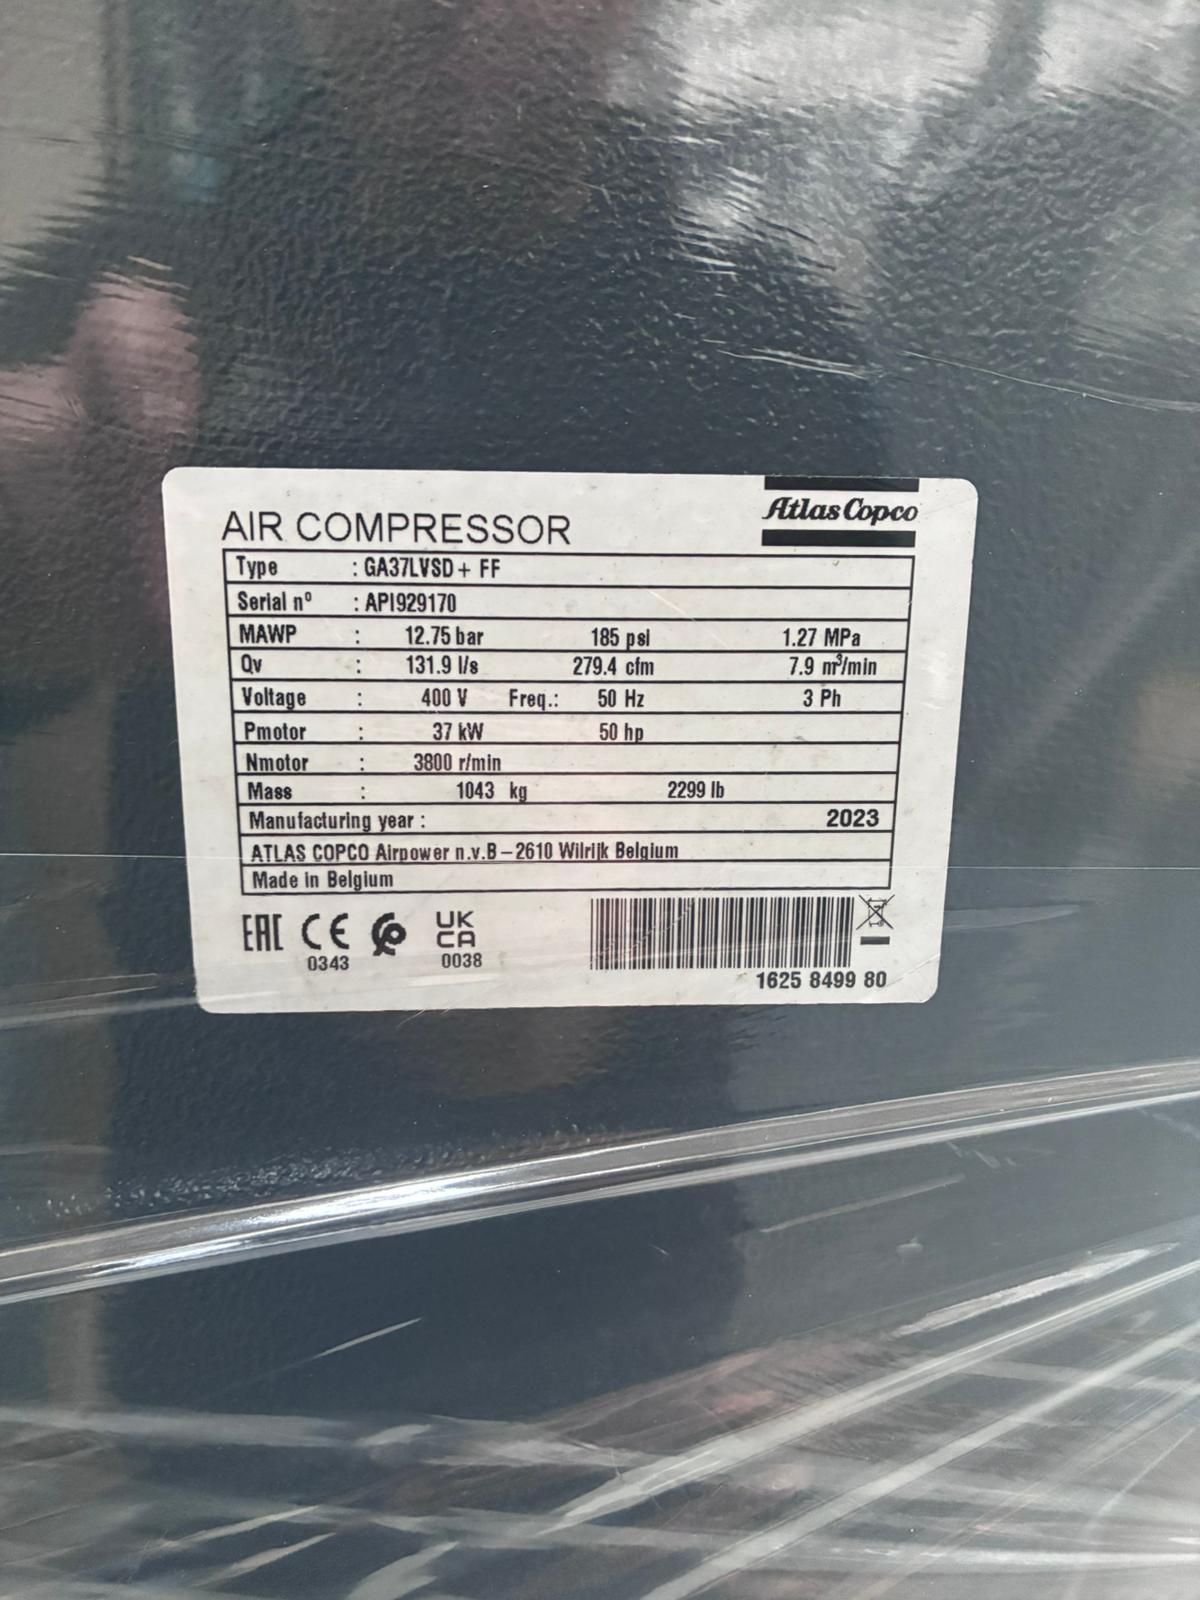 Atlas Copco
AIR COMPRESSOR
Type : GA37LVSD+ FF
Serial nº : API929170
MAWP : 12.75 bar 185 psi 1.27 MPa
Qv : 131.9 l/s 279.4 cfm 7.9 m³/min
Voltage : 400 V Freq.: 50 Hz 3 Ph
Pmotor : 37 kW 50 hp
Nmotor : 3800 r/min
Mass : 1043 kg 2299 lb
Manufacturing year : 2023
ATLAS COPCO Airpower n.v.B–2610 Wilrijk Belgium
Made in Belgium
EAC CE UK
CA
0343 0038
1625 8499 80